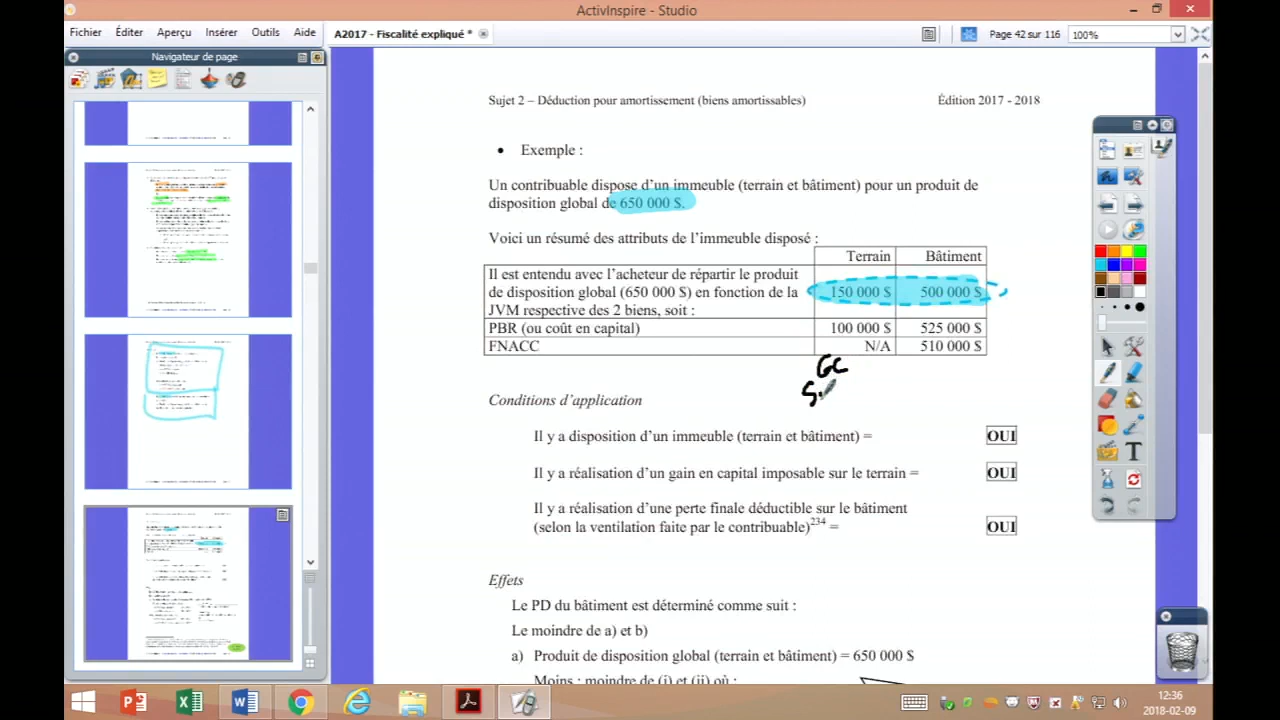 ActivInspire - Studio
Fichier Éditer Aperçu Insérer Outils Aide
A2017 - Fiscalité expliqué *
Page 42 sur 116
100%
Navigateur de page
Sujet 2 – Déduction pour amortissement (biens amortissables) Édition 2017 - 2018
• Exemple :
Un contribuable dispose d'un immeuble (terrain et bâtiment) pour un produit de
disposition global de 650 000 $.
Voici un résumé des attributs de l'immeuble disposé :
Terrain Bâtiment
Il est entendu avec l'acheteur de répartir le produit
de disposition global (650 000 $) en fonction de la 150 000 $ 500 000 $
JVM respective des 2 biens, soit :
PBR (ou coût en capital) 100 000 $ 525 000 $
FNACC N/A 510 000 $
GC
Conditions d'application
Il y a disposition d'un immeuble (terrain et bâtiment) = OUI
Il y a réalisation d'un gain en capital imposable sur le terrain = OUI
Il y a réalisation d'une perte finale déductible sur le bâtiment
(selon la ventilation faite par le contribuable)234 = OUI
Effets
Le PD du bâtiment est déterminé comme suit :
Le moindre de a) et b)
a) Produit de disposition global (terrain et bâtiment) = 650 000 $
Moins : moindre de (i) et (ii) où :
12:36
2018-02-09